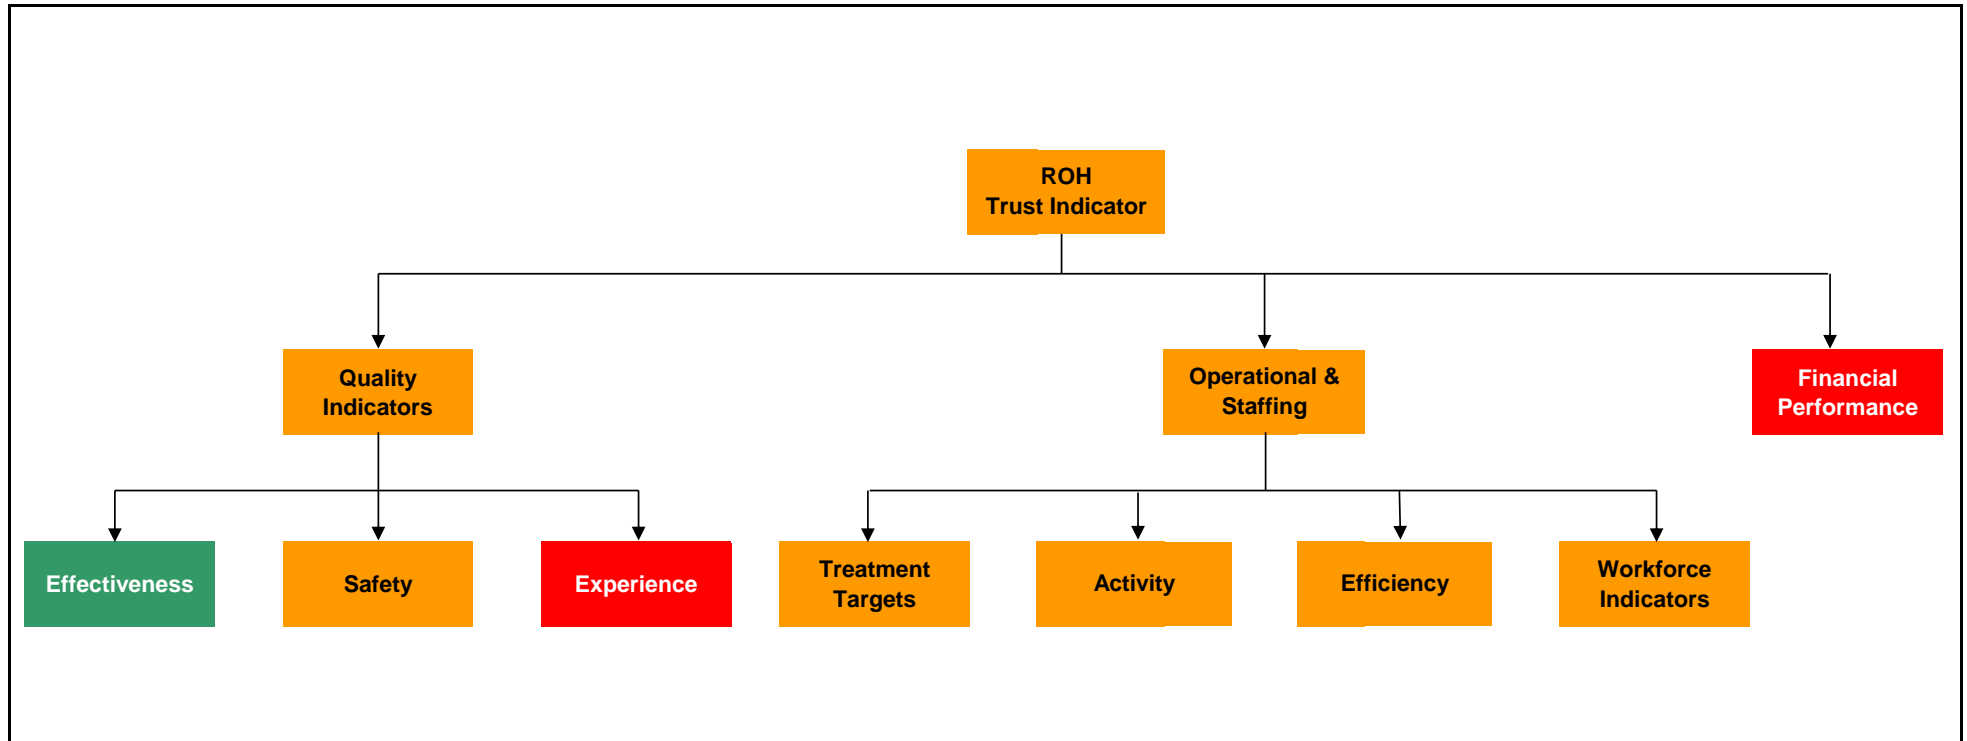 ROH
Trust Indicator
Quality
Indicators
Operational &
Staffing
Financial
Performance
Effectiveness
Safety
Experience
Treatment
Targets
Activity
Efficiency
Workforce
Indicators